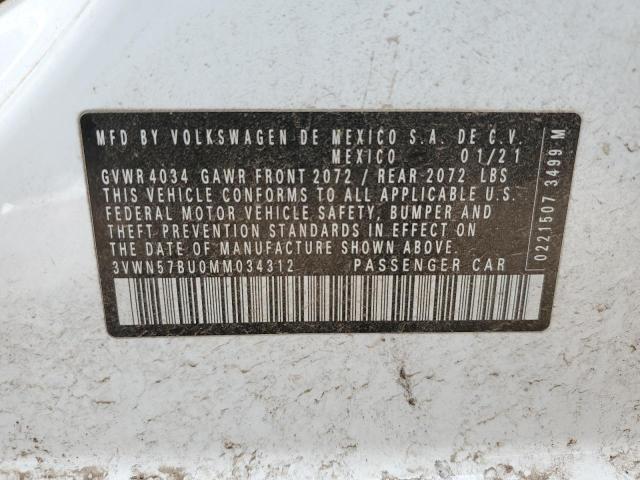 MFD BY VOLKSWAGEN DE MEXICO S.A. DE C.V.
MEXICO 01/21
GVWR 4034 GAWR FRONT 2072 / REAR 2072 LBS
THIS VEHICLE CONFORMS TO ALL APPLICABLE U.S.
FEDERAL MOTOR VEHICLE SAFETY, BUMPER AND
THEFT PREVENTION STANDARDS IN EFFECT ON
THE DATE OF MANUFACTURE SHOWN ABOVE.
3VWN57BU0MM034312 PASSENGER CAR
0221507 3499 M